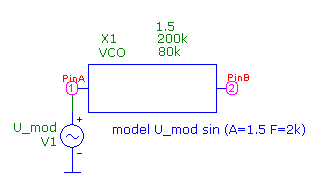 1.5
X1 200k
VCO 80k
PinA PinB
1 2
U_mod + model U_mod sin (A=1.5 F=2k)
V1
-